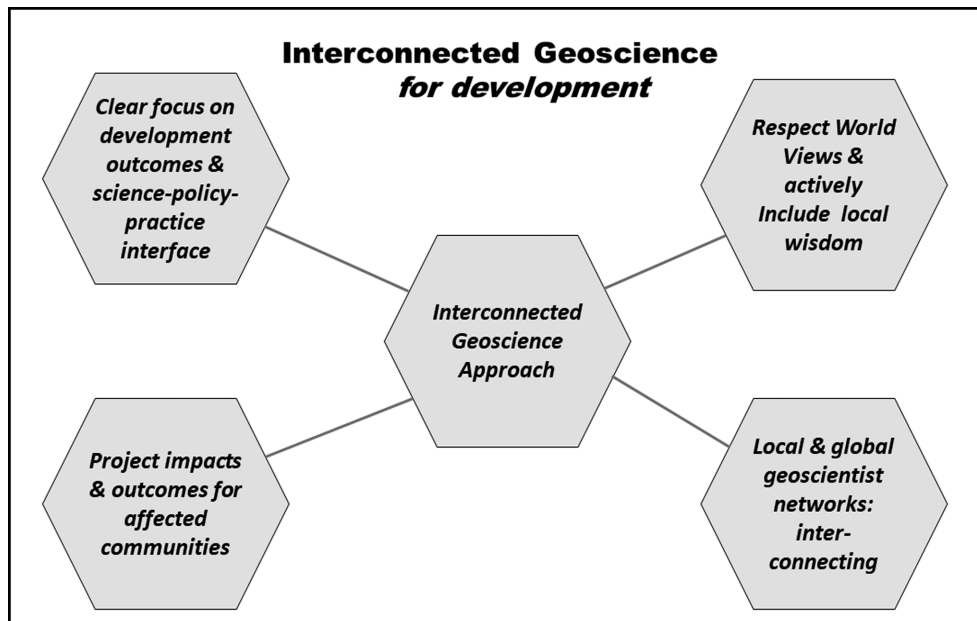 Interconnected Geoscience
for development
Clear focus on
development
outcomes &
science-policy-
practice
interface
Respect World
Views &
actively
Include local
wisdom
Interconnected
Geoscience
Approach
Project impacts
& outcomes for
affected
communities
Local & global
geoscientist
networks:
inter-
connecting